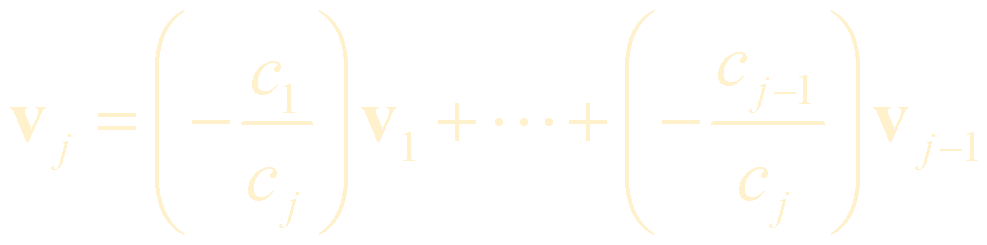 v_j = (−c_1/c_j) v_1 + ⋯ + (−c_{j−1}/c_j) v_{j−1}